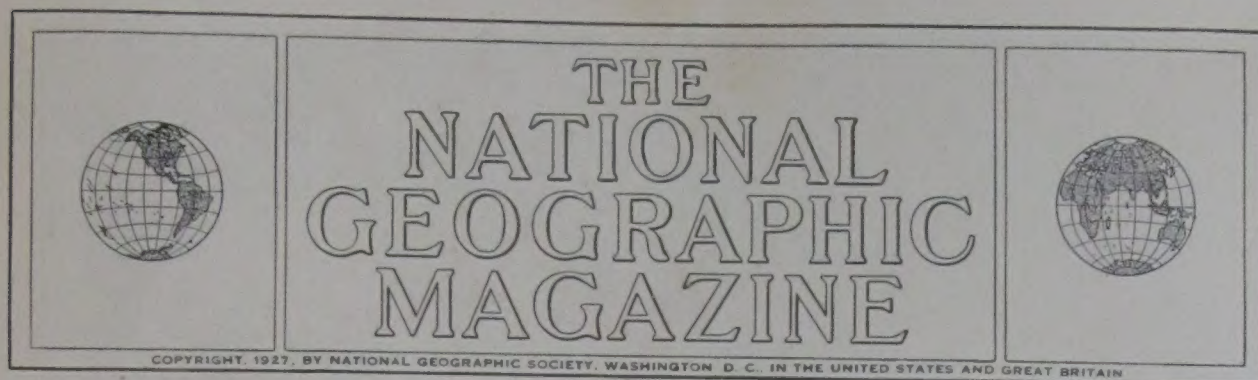 THE
NATIONAL
GEOGRAPHIC
MAGAZINE
COPYRIGHT, 1927, BY NATIONAL GEOGRAPHIC SOCIETY, WASHINGTON D. C., IN THE UNITED STATES AND GREAT BRITAIN